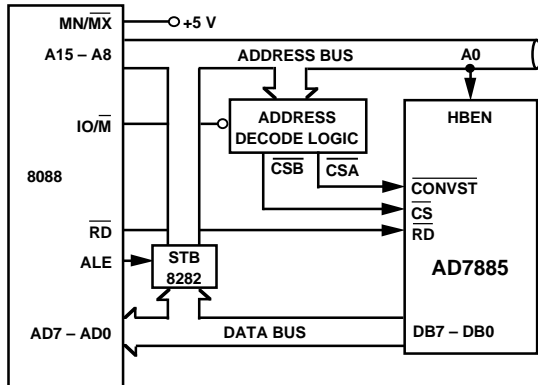 MN/MX
+5 V
A15 – A8
ADDRESS BUS
A0
IO/M
ADDRESS
DECODE LOGIC
HBEN
CSB
CSA
8088
CONVST
CS
RD
RD
ALE
STB
8282
AD7885
AD7 – AD0
DATA BUS
DB7 – DB0